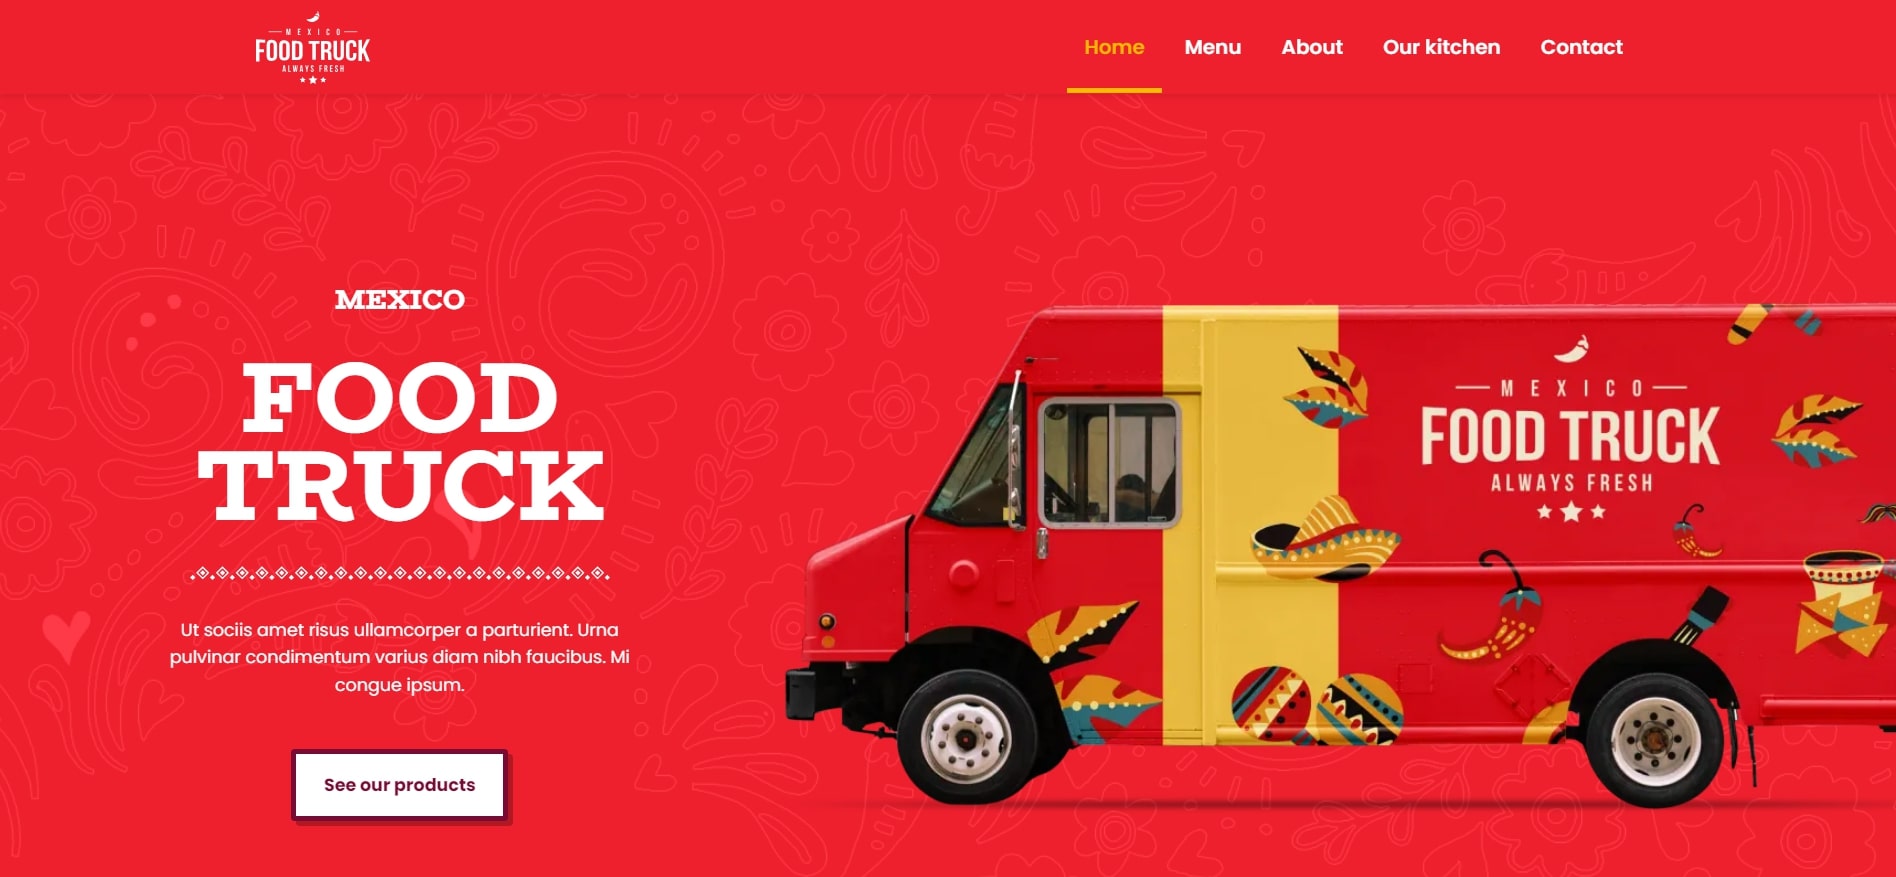 MEXICO
FOOD TRUCK
ALWAYS FRESH
Home Menu About Our kitchen Contact
MEXICO
FOOD
TRUCK
Ut sociis amet risus ullamcorper a parturient. Urna
pulvinar condimentum varius diam nibh faucibus. Mi
congue ipsum.
See our products
MEXICO
FOOD TRUCK
ALWAYS FRESH